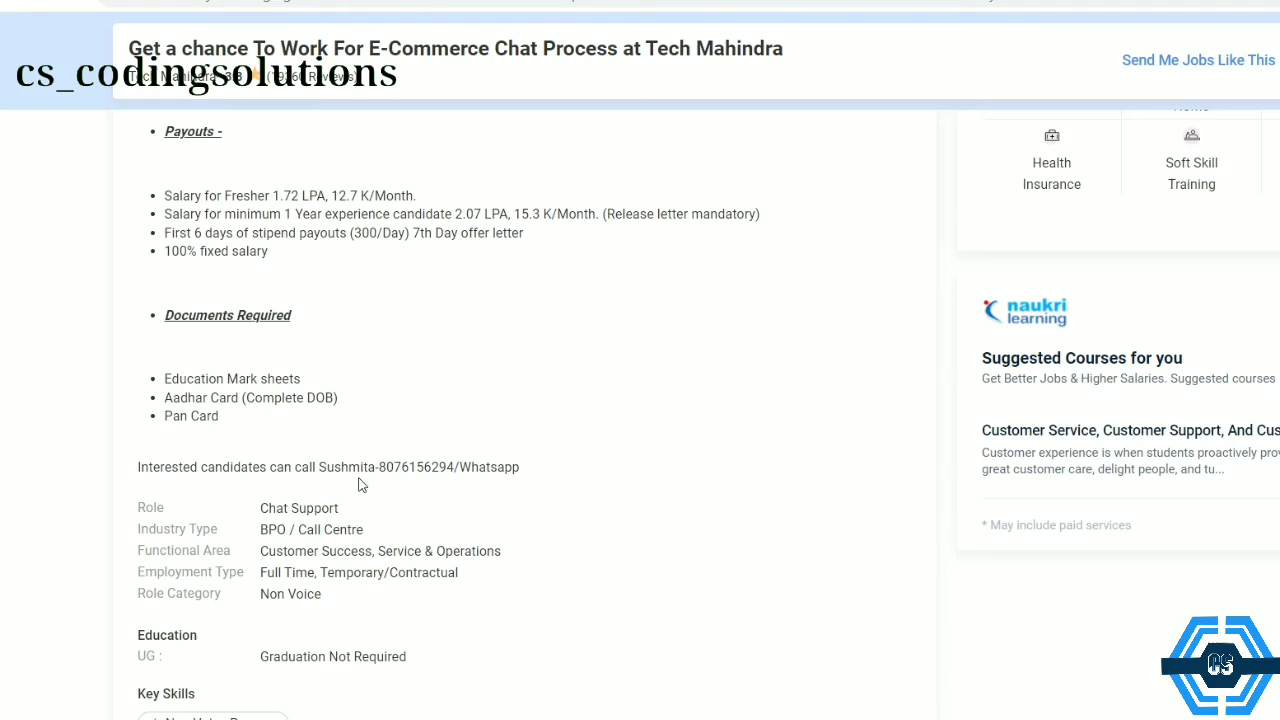 Get a chance To Work For E-Commerce Chat Process at Tech Mahindra
Send Me Jobs Like This
cs_codingsolutions
Payouts -
Health Insurance
Soft Skill Training
Salary for Fresher 1.72 LPA, 12.7 K/Month.
Salary for minimum 1 Year experience candidate 2.07 LPA, 15.3 K/Month. (Release letter mandatory)
First 6 days of stipend payouts (300/Day) 7th Day offer letter
100% fixed salary
Documents Required
Education Mark sheets
Aadhar Card (Complete DOB)
Pan Card
Interested candidates can call Sushmita-8076156294/Whatsapp
Role Chat Support
Industry Type BPO / Call Centre
Functional Area Customer Success, Service & Operations
Employment Type Full Time, Temporary/Contractual
Role Category Non Voice
Education
UG : Graduation Not Required
Key Skills
naukri
learning
Suggested Courses for you
Get Better Jobs & Higher Salaries. Suggested courses
Customer Service, Customer Support, And Cus
Customer experience is when students proactively pro
great customer care, delight people, and tu...
* May include paid services
CS